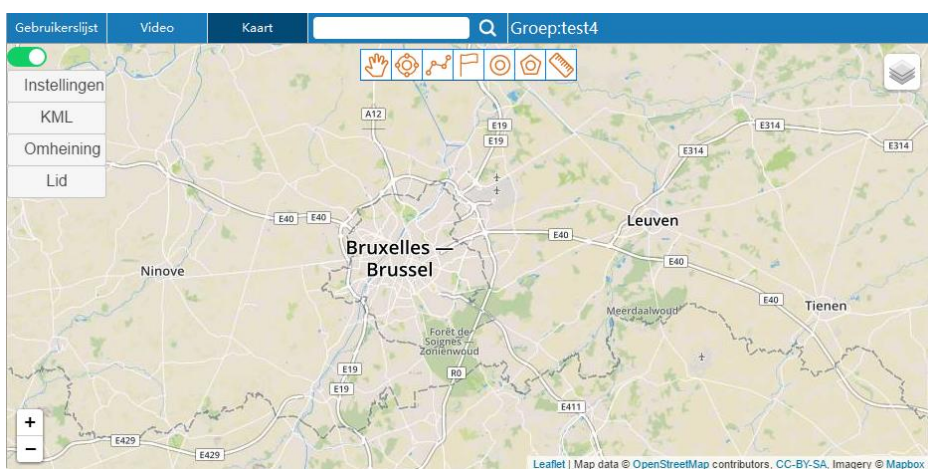 Gebruikerslijst
Video
Kaart
Groep:test4
Instellingen
KML
Omheining
Lid
A12
E19
E19
E314
E314
E314
Leuven
E40
E40
E40
Bruxelles —
Brussel
E40
Ninove
E40
Meerdaalwoud
Tienen
Forêt de
Soignes -
Zoniënwoud
E19
R0
E19
E411
+
−
E429
E429
Leaflet | Map data © OpenStreetMap contributors, CC-BY-SA, Imagery © Mapbox